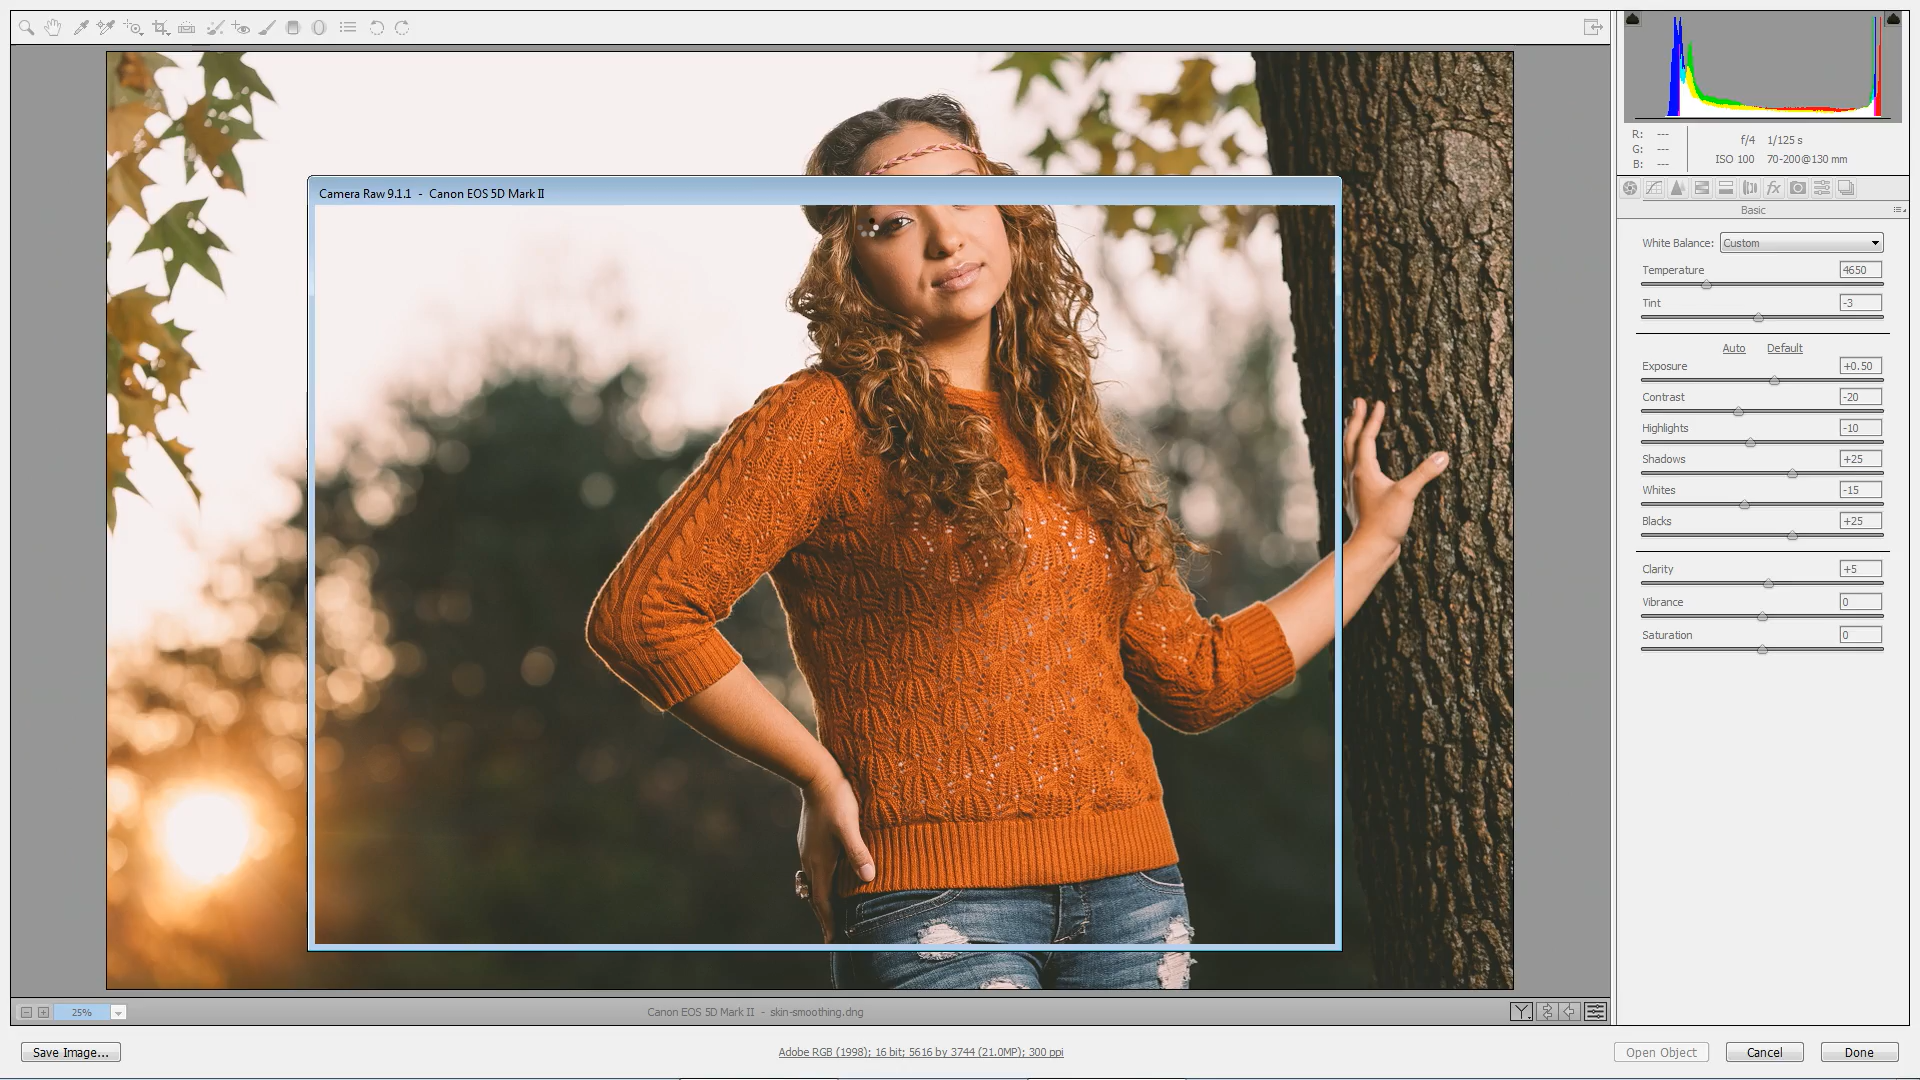 R: ---
G: ---
B: ---
f/4 1/125 s
ISO 100 70-200@130 mm
fx
Basic
Camera Raw 9.1.1 - Canon EOS 5D Mark II
White Balance: Custom
Temperature 4650
Tint -3
Auto Default
Exposure +0.50
Contrast -20
Highlights -10
Shadows +25
Whites -15
Blacks +25
Clarity +5
Vibrance 0
Saturation 0
25%
Canon EOS 5D Mark II - skin-smoothing.dng
Y
Save Image...
Adobe RGB (1998); 16 bit; 5616 by 3744 (21.0MP); 300 ppi
Open Object
Cancel
Done